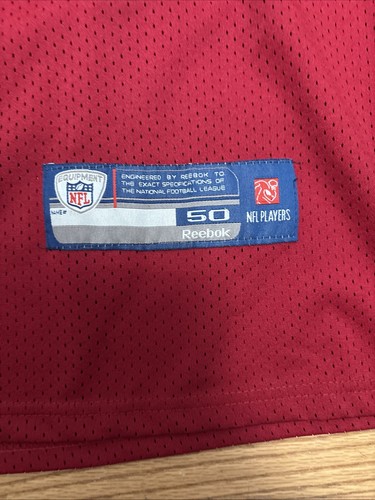 EQUIPMENT
NFL
ENGINEERED BY REEBOK TO
THE EXACT SPECIFICATIONS OF
THE NATIONAL FOOTBALL LEAGUE
50
Reebok
NFL PLAYERS